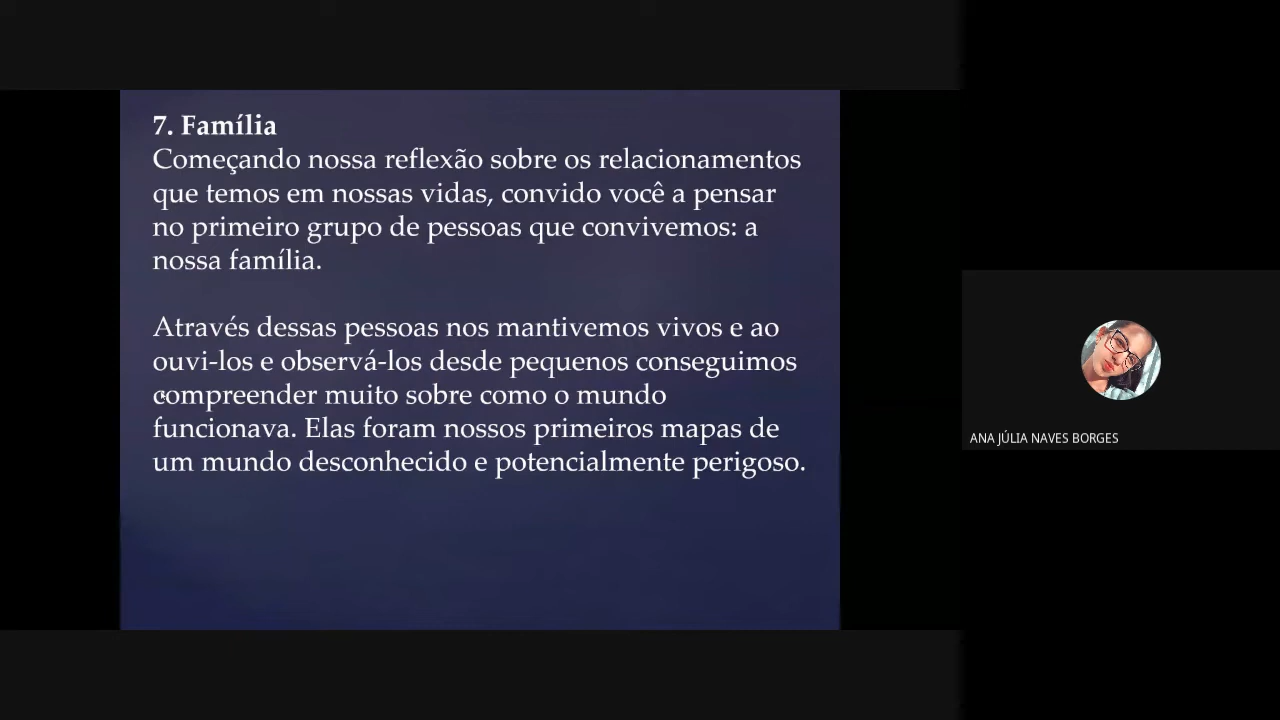 7. Família
Começando nossa reflexão sobre os relacionamentos
que temos em nossas vidas, convido você a pensar
no primeiro grupo de pessoas que convivemos: a
nossa família.
Através dessas pessoas nos mantivemos vivos e ao
ouvi-los e observá-los desde pequenos conseguimos
compreender muito sobre como o mundo
funcionava. Elas foram nossos primeiros mapas de
um mundo desconhecido e potencialmente perigoso.
ANA JÚLIA NAVES BORGES